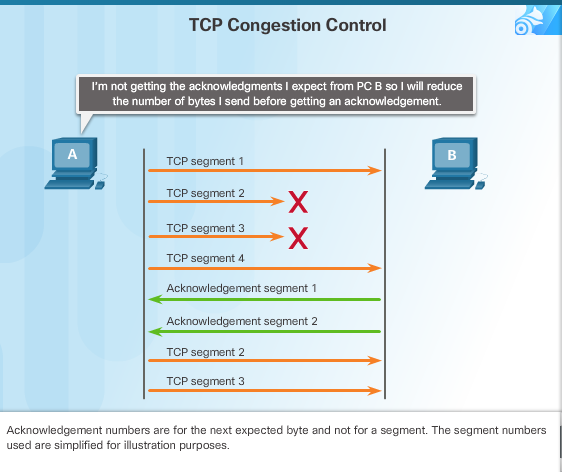 TCP Congestion Control
I'm not getting the acknowledgments I expect from PC B so I will reduce
the number of bytes I send before getting an acknowledgement.
A
B
TCP segment 1
TCP segment 2
X
TCP segment 3
X
TCP segment 4
Acknowledgement segment 1
Acknowledgement segment 2
TCP segment 2
TCP segment 3
Acknowledgement numbers are for the next expected byte and not for a segment. The segment numbers
used are simplified for illustration purposes.